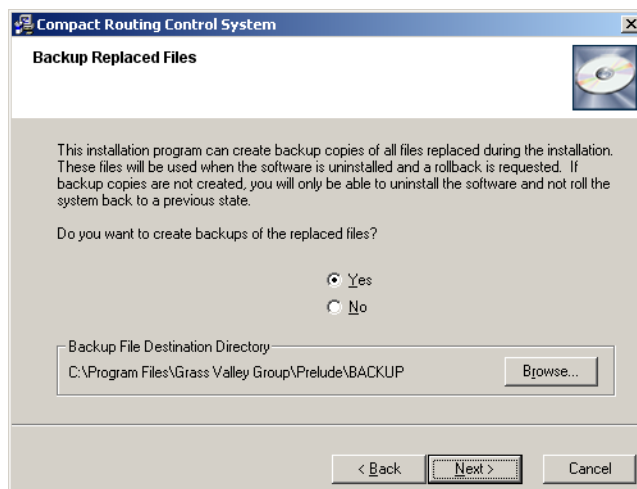 Compact Routing Control System
Backup Replaced Files
This installation program can create backup copies of all files replaced during the installation.
These files will be used when the software is uninstalled and a rollback is requested. If
backup copies are not created, you will only be able to uninstall the software and not roll the
system back to a previous state.
Do you want to create backups of the replaced files?
Yes
No
Backup File Destination Directory
C:\Program Files\Grass Valley Group\Prelude\BACKUP
Browse...
< Back
Next >
Cancel